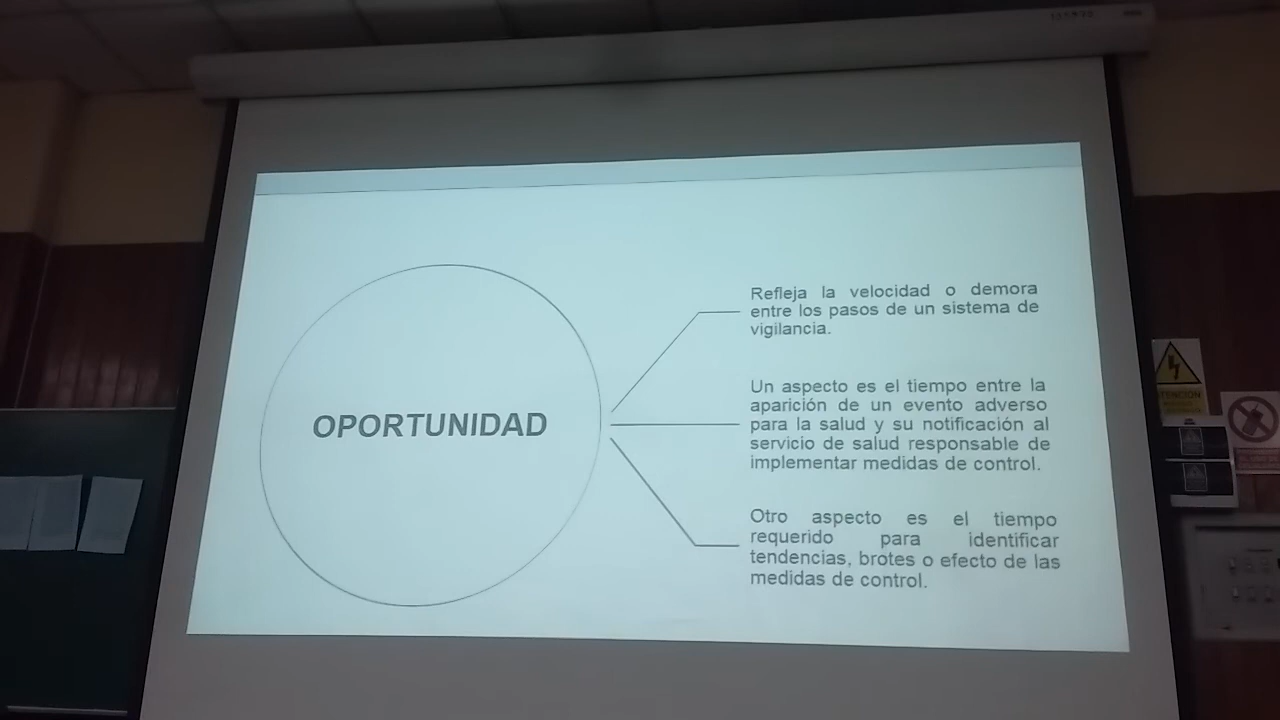 OPORTUNIDAD
Refleja la velocidad o demora
entre los pasos de un sistema de
vigilancia.
Un aspecto es el tiempo entre la
aparición de un evento adverso
para la salud y su notificación al
servicio de salud responsable de
implementar medidas de control.
Otro aspecto es el tiempo
requerido para identificar
tendencias, brotes o efecto de las
medidas de control.
ATENCION